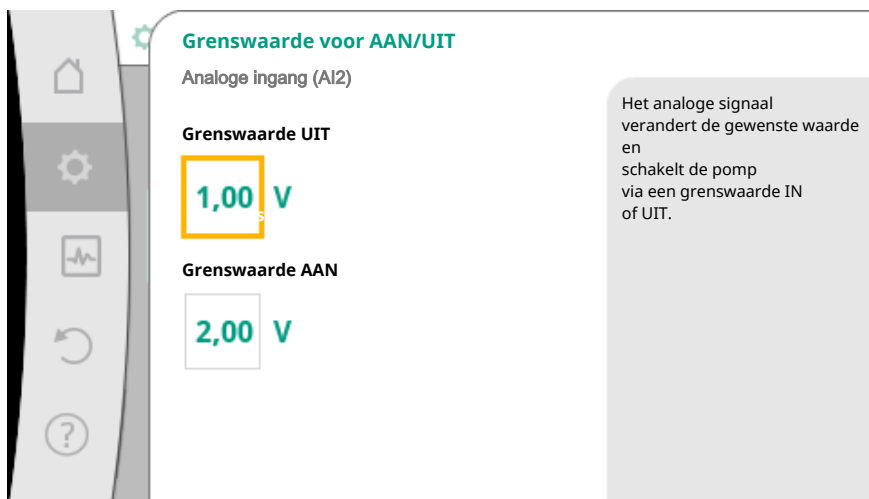 Grenswaarde voor AAN/UIT
Analoge ingang (AI2)
Grenswaarde UIT
1,00 V
s
Grenswaarde AAN
2,00 V
Het analoge signaal
verandert de gewenste waarde
en
schakelt de pomp
via een grenswaarde IN
of UIT.
?